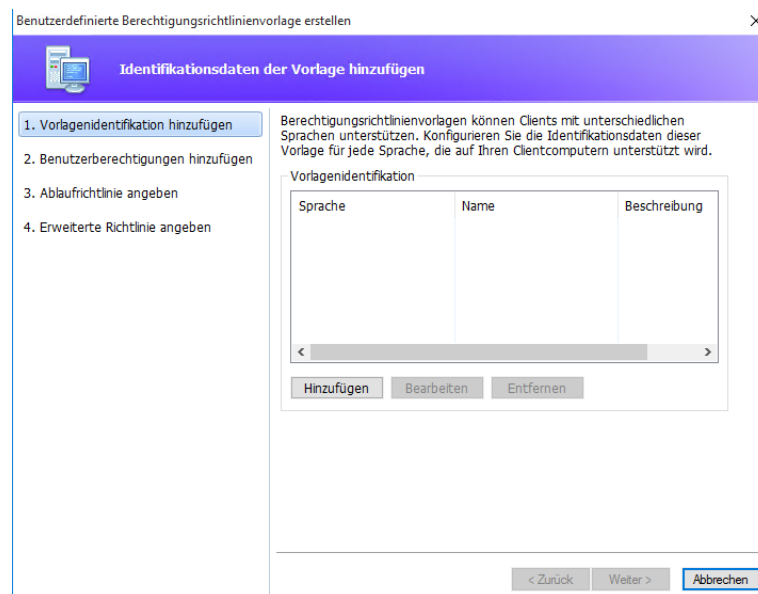 Benutzerdefinierte Berechtigungsrichtlinienvorlage erstellen
Identifikationsdaten der Vorlage hinzufügen
1. Vorlagenidentifikation hinzufügen
2. Benutzerberechtigungen hinzufügen
3. Ablaufrichtlinie angeben
4. Erweiterte Richtlinie angeben
Berechtigungsrichtlinienvorlagen können Clients mit unterschiedlichen
Sprachen unterstützen. Konfigurieren Sie die Identifikationsdaten dieser
Vorlage für jede Sprache, die auf Ihren Clientcomputern unterstützt wird.
Vorlagenidentifikation
Sprache Name Beschreibung
Hinzufügen Bearbeiten Entfernen
< Zurück Weiter > Abbrechen